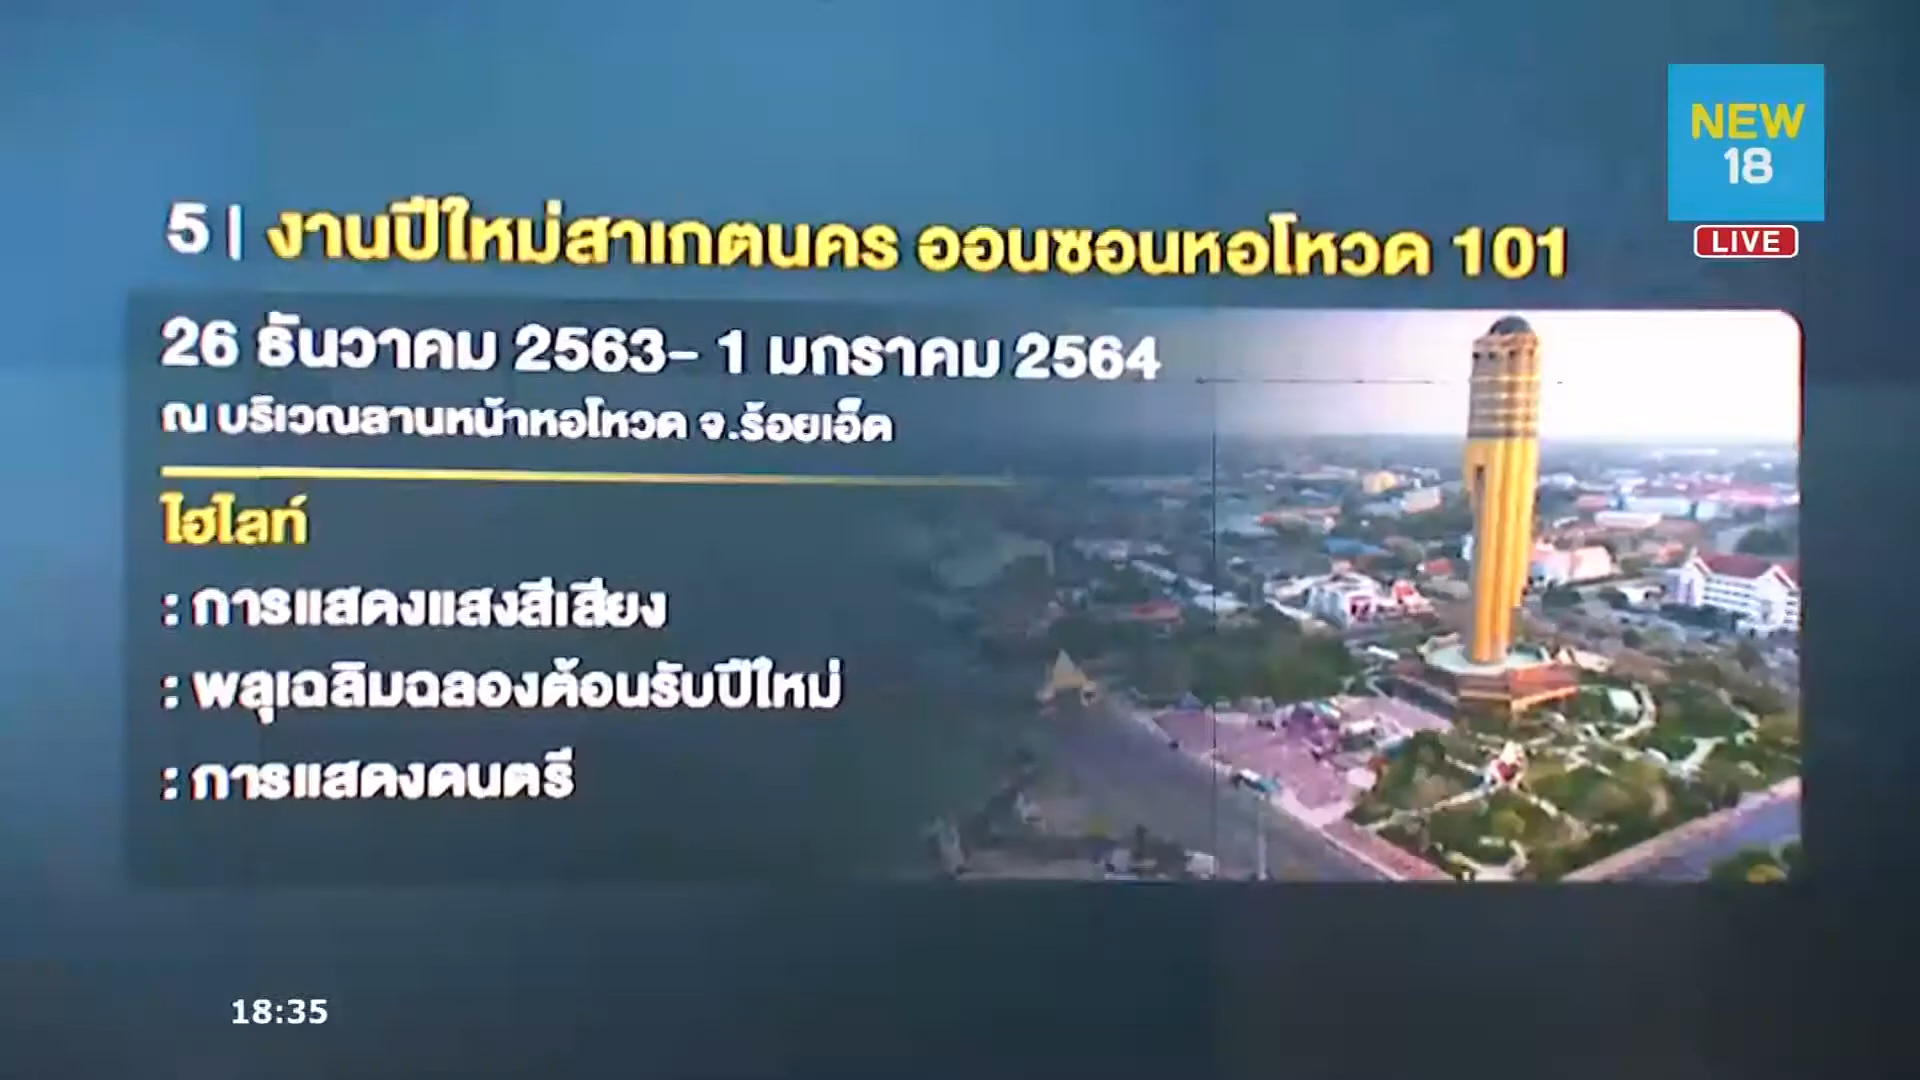 NEW
18
LIVE
5 | งานปีใหม่สาเกตนคร ออนซอนหอโหวด 101
26 ธันวาคม 2563- 1 มกราคม 2564
ณ บริเวณลานหน้าหอโหวด จ.ร้อยเอ็ด
ไฮไลท์
: การแสดงแสงสีเสียง
: พลุเฉลิมฉลองต้อนรับปีใหม่
: การแสดงดนตรี
18:35